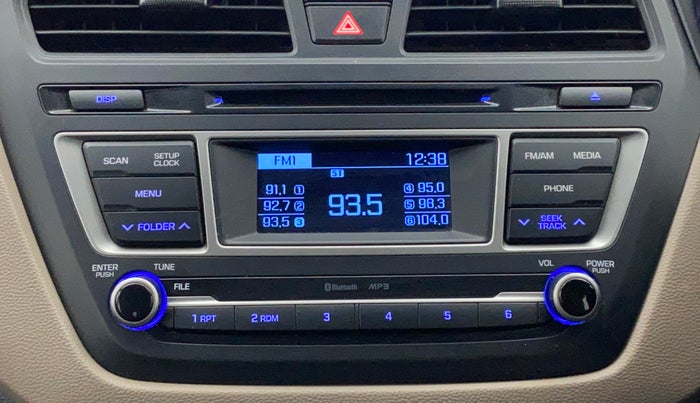 DISP
SCAN SETUP CLOCK
MENU
FOLDER
FM1 12:38
ST
91.1 1 4 95.0
92.7 2 93.5 5 98.3
93.5 3 6 104.0
FM/AM MEDIA
PHONE
SEEK TRACK
ENTER PUSH TUNE
VOL POWER PUSH
FILE Bluetooth MP3
1 RPT 2 RDM 3 4 5 6